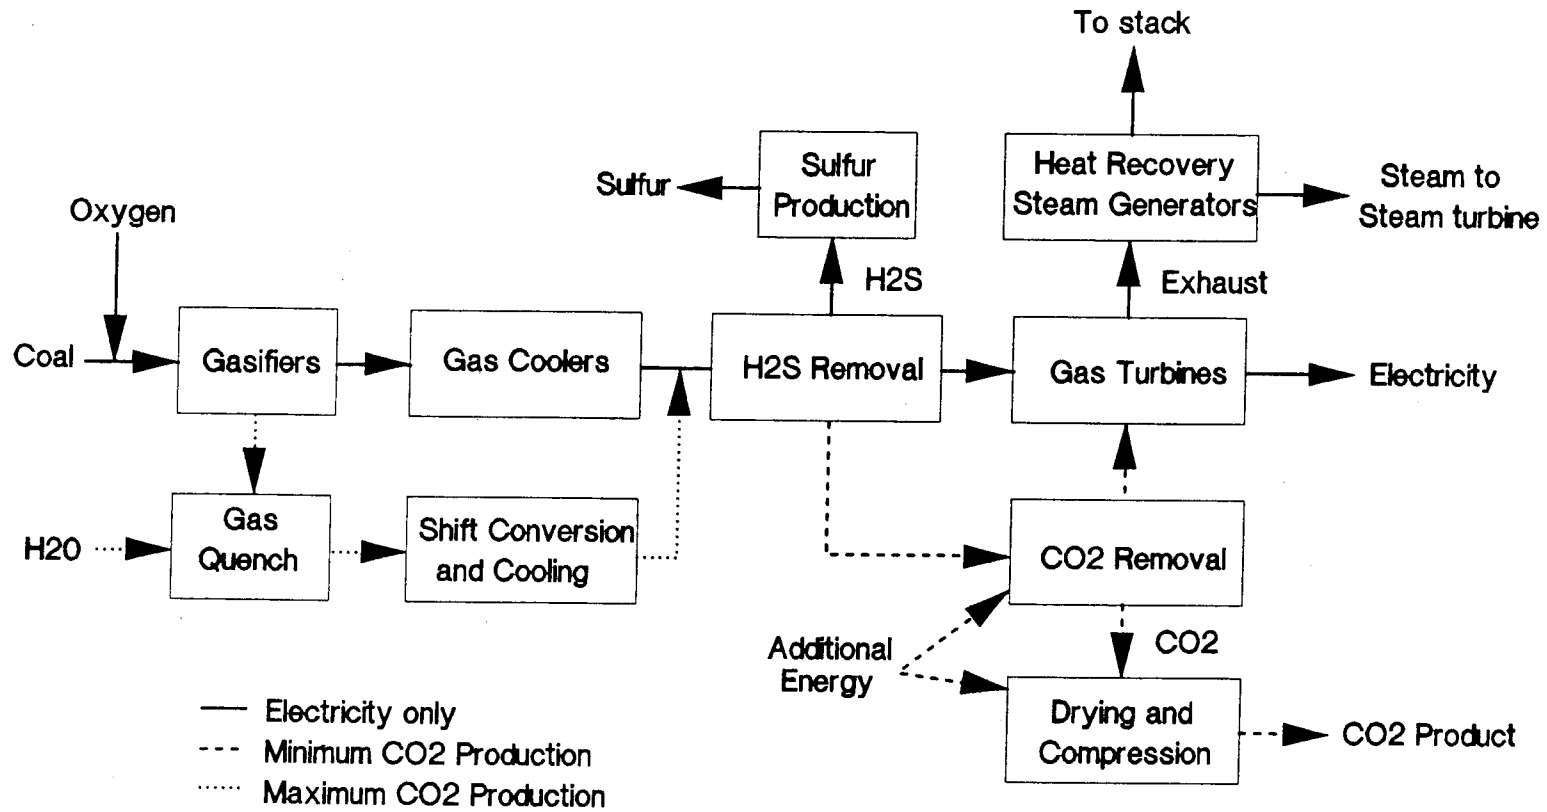 To stack
Sulfur
Production
Sulfur
Heat Recovery
Steam Generators
Steam to
Steam turbine
Oxygen
H2S
Exhaust
Coal
Gasifiers
Gas Coolers
H2S Removal
Gas Turbines
Electricity
H2O
Gas
Quench
Shift Conversion
and Cooling
CO2 Removal
Additional
Energy
CO2
Drying and
Compression
CO2 Product
Electricity only
Minimum CO2 Production
Maximum CO2 Production